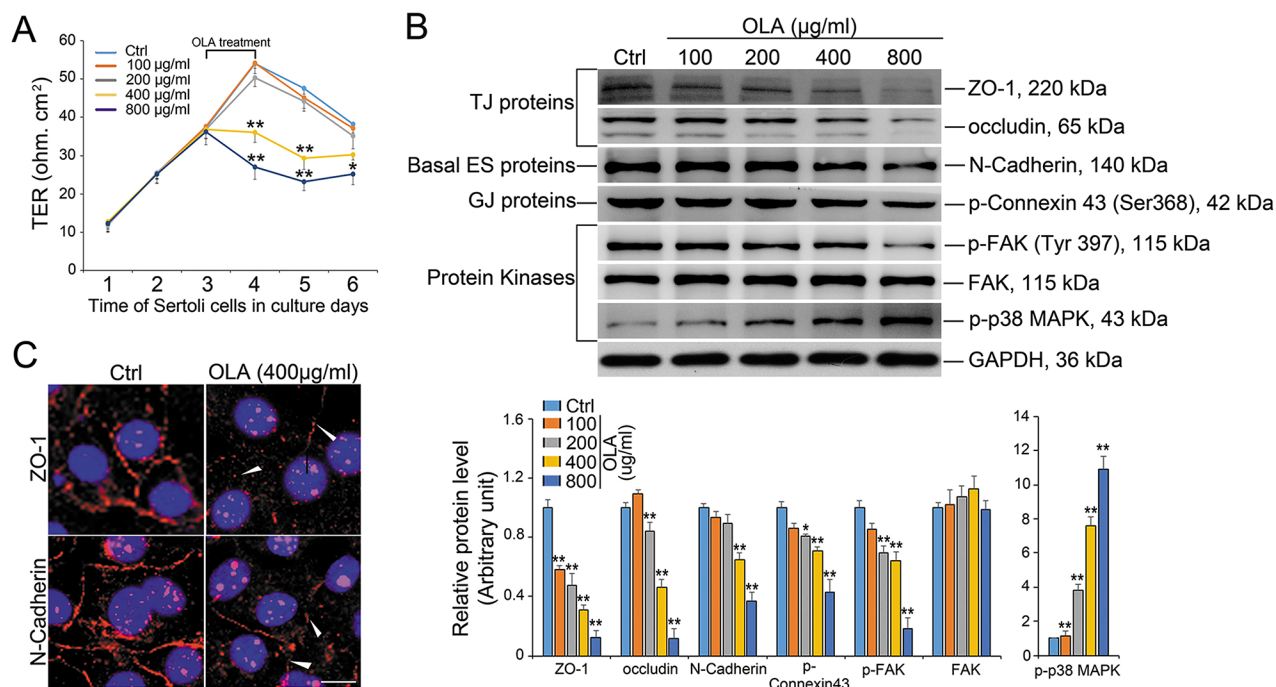 A
60
50
40
30
20
10
0
TER (ohm. cm2)
OLA treatment
Ctrl
100 µg/ml
200 µg/ml
400 µg/ml
800 µg/ml
**
**
**
**
*
1 2 3 4 5 6
Time of Sertoli cells in culture days
B
OLA (µg/ml)
Ctrl 100 200 400 800
TJ proteins
Basal ES proteins
GJ proteins
Protein Kinases
ZO-1, 220 kDa
occludin, 65 kDa
N-Cadherin, 140 kDa
p-Connexin 43 (Ser368), 42 kDa
p-FAK (Tyr 397), 115 kDa
FAK, 115 kDa
p-p38 MAPK, 43 kDa
GAPDH, 36 kDa
C
Ctrl OLA (400µg/ml)
ZO-1
N-Cadherin
Relative protein level
(Arbitrary unit)
1.6
1.2
0.8
0.4
0
Ctrl
100
200
400
800
OLA
(ug/ml)
** ** ** **
** ** **
** **
* ** **
** ** **
ZO-1 occludin N-Cadherin p-Connexin43 p-FAK FAK
14
12
10
8
6
4
2
0
** ** ** **
p-p38 MAPK